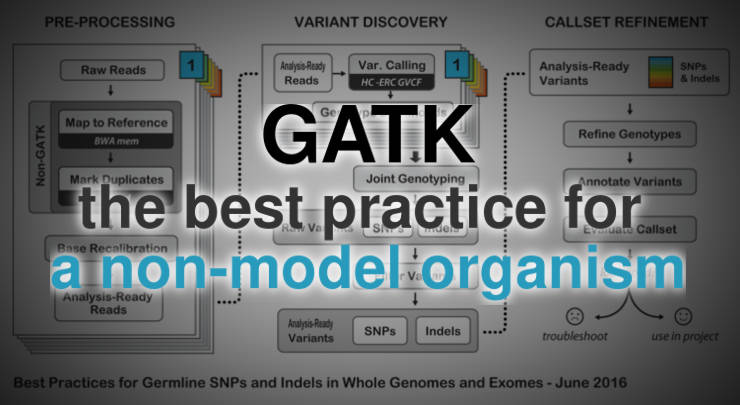 PRE-PROCESSING
VARIANT DISCOVERY
CALLSET REFINEMENT
Raw Reads
1
Non-GATK
Map to Reference
BWA mem
Mark Duplicates
Base Recalibration
Analysis-Ready
Reads
Analysis-Ready
Reads
Var. Calling
HC -ERC GVCF
1
Joint Genotyping
Raw Variants
SNPs
Indels
Analysis-Ready
Variants
SNPs
Indels
Analysis-Ready
Variants
SNPs
& Indels
Refine Genotypes
Annotate Variants
Evaluate Callset
troubleshoot
use in project
GATK
the best practice for
a non-model organism
Best Practices for Germline SNPs and Indels in Whole Genomes and Exomes - June 2016